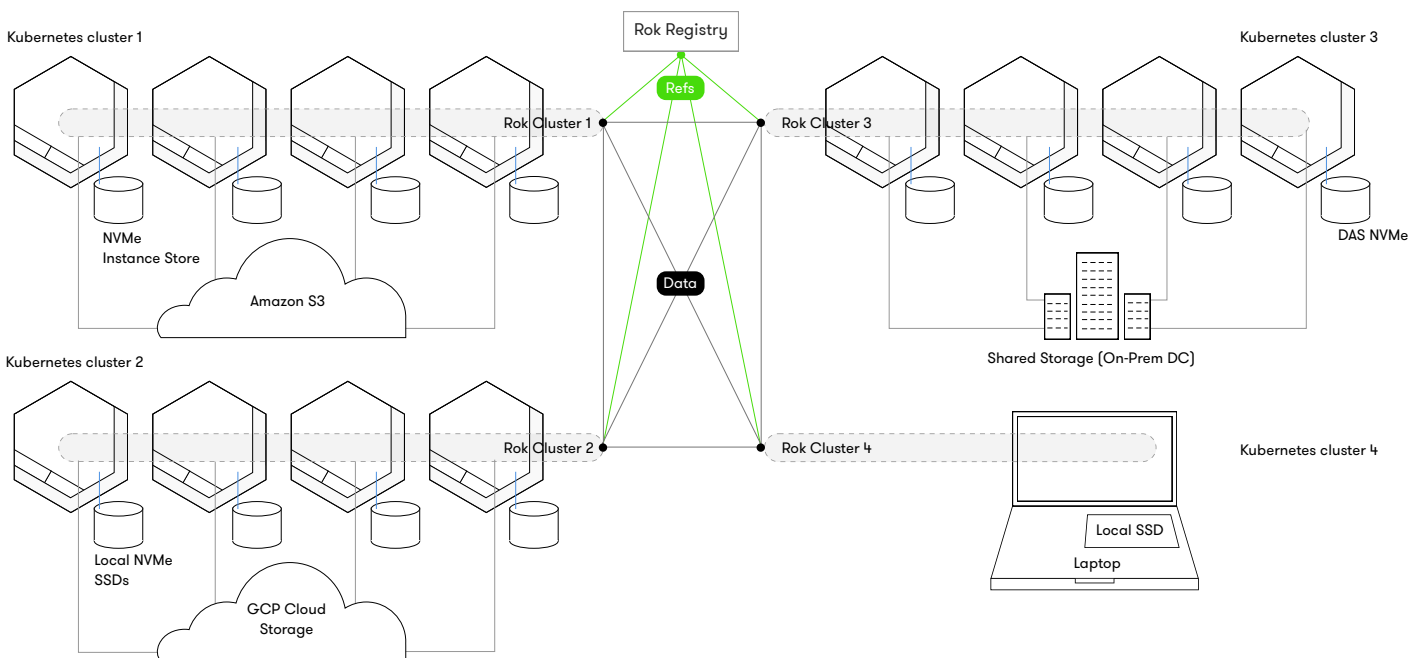 Rok Registry
Kubernetes cluster 1
Kubernetes cluster 3
Refs
Rok Cluster 1
Rok Cluster 3
NVMe
Instance Store
DAS NVMe
Data
Amazon S3
Shared Storage (On-Prem DC)
Kubernetes cluster 2
Rok Cluster 2
Rok Cluster 4
Kubernetes cluster 4
Local SSD
Local NVMe
SSDs
Laptop
GCP Cloud
Storage